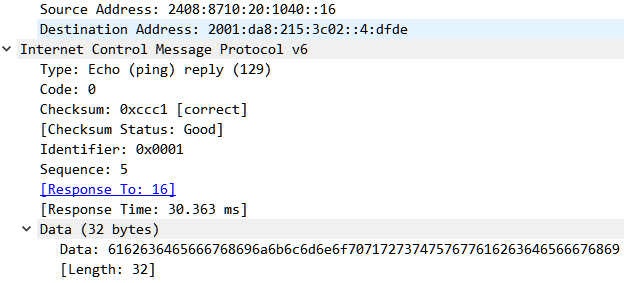 Source Address: 2408:8710:20:1040::16
Destination Address: 2001:da8:215:3c02::4:dfde
Internet Control Message Protocol v6
Type: Echo (ping) reply (129)
Code: 0
Checksum: 0xccc1 [correct]
[Checksum Status: Good]
Identifier: 0x0001
Sequence: 5
[Response To: 16]
[Response Time: 30.363 ms]
Data (32 bytes)
Data: 6162636465666768696a6b6c6d6e6f7071727374757677616263646566676869
[Length: 32]